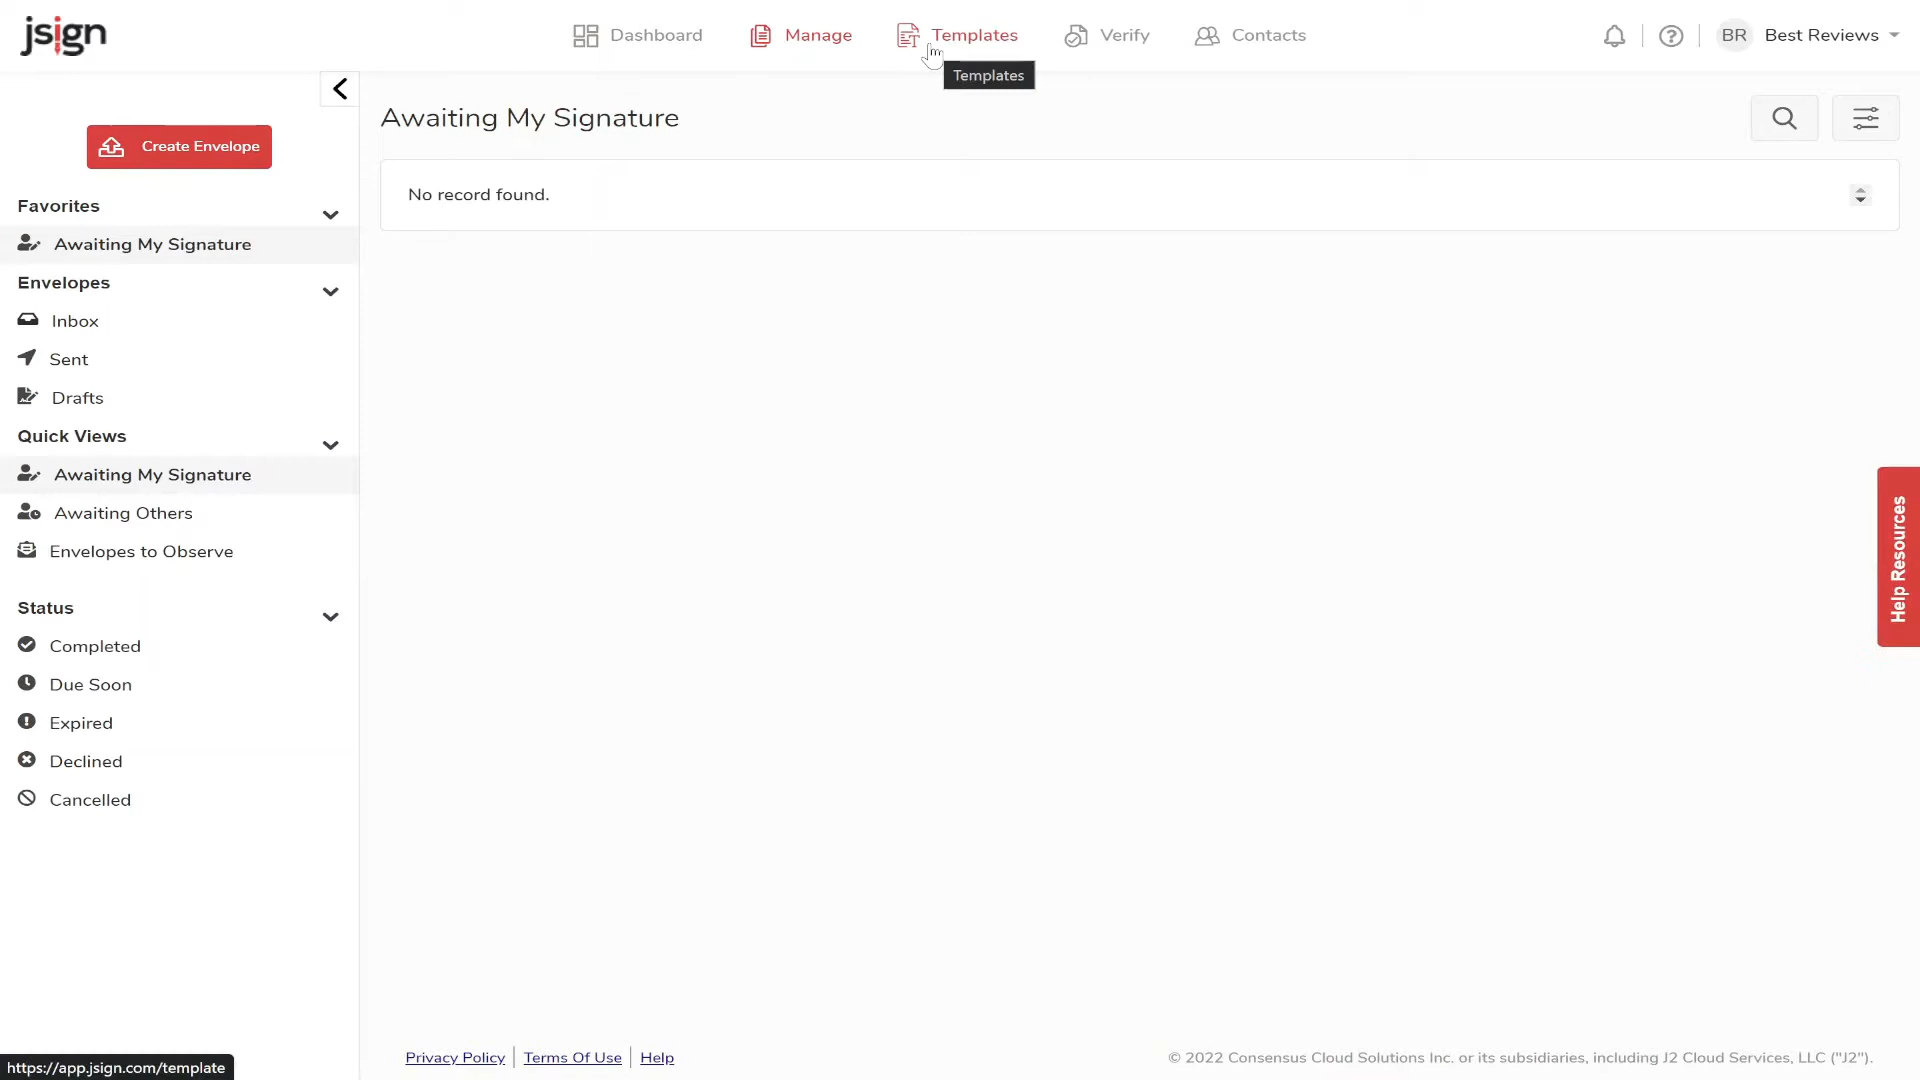 jsign
Dashboard
Manage
Templates
Verify
Contacts
BR
Best Reviews
Templates
Create Envelope
Favorites
Awaiting My Signature
Envelopes
Inbox
Sent
Drafts
Quick Views
Awaiting My Signature
Awaiting Others
Envelopes to Observe
Status
Completed
Due Soon
Expired
Declined
Cancelled
Awaiting My Signature
No record found.
Help Resources
Privacy Policy
Terms Of Use
Help
© 2022 Consensus Cloud Solutions Inc. or its subsidiaries, including J2 Cloud Services, LLC ("J2").
https://app.jsign.com/template